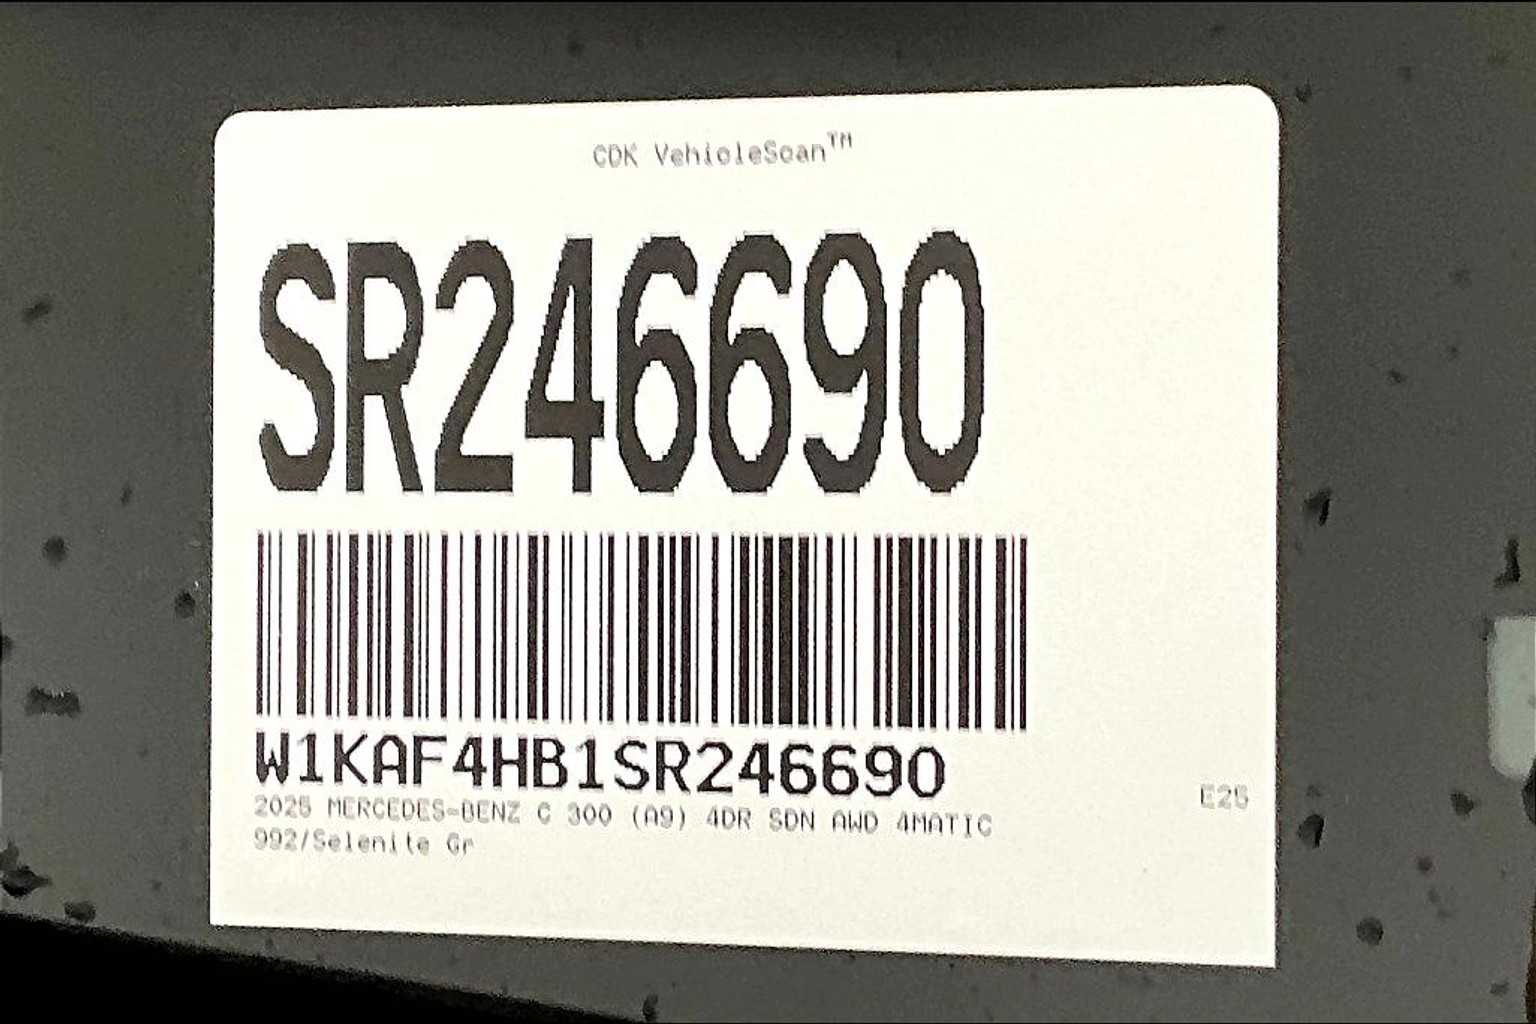 CDK VehicleScan™
SR246690
W1KAF4HB1SR246690
2025 MERCEDES-BENZ C 300 (A9) 4DR SDN AWD 4MATIC
E25
992/Selenite Gr